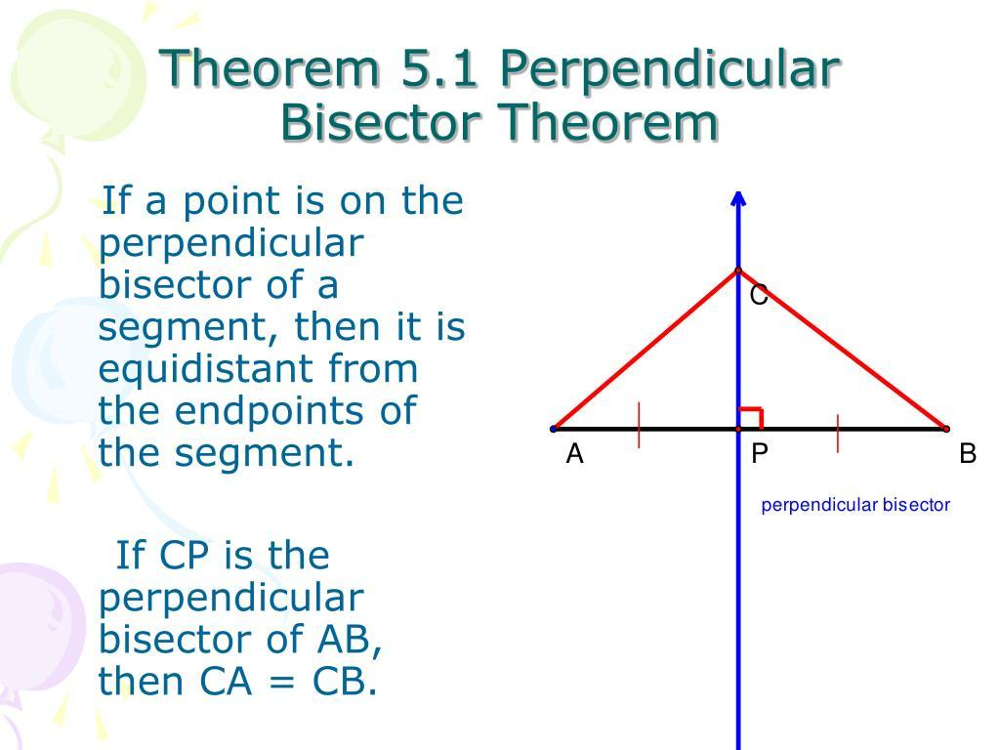 Theorem 5.1 Perpendicular
Bisector Theorem
If a point is on the
perpendicular
bisector of a
segment, then it is
equidistant from
the endpoints of
the segment.
If CP is the
perpendicular
bisector of AB,
then CA = CB.
C
A
P
B
perpendicular bisector